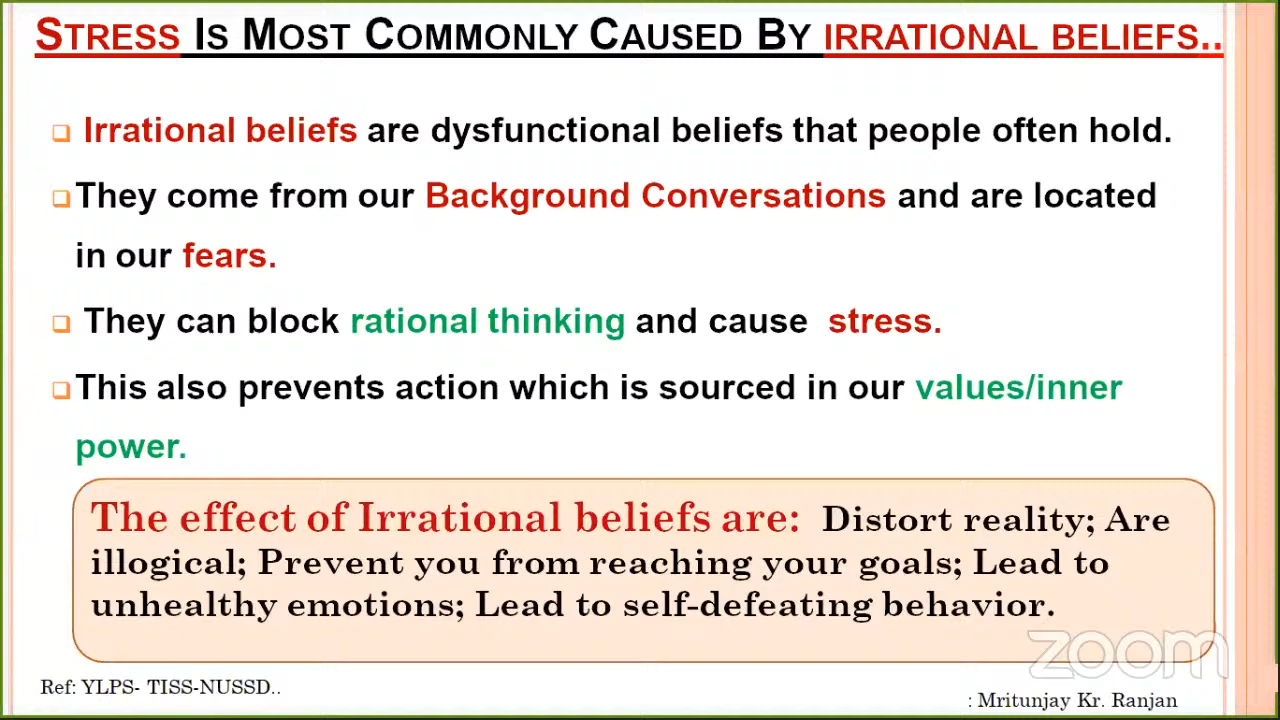 STRESS IS MOST COMMONLY CAUSED BY IRRATIONAL BELIEFS..
Irrational beliefs are dysfunctional beliefs that people often hold.
They come from our Background Conversations and are located
in our fears.
They can block rational thinking and cause stress.
This also prevents action which is sourced in our values/inner
power.
The effect of Irrational beliefs are: Distort reality; Are
illogical; Prevent you from reaching your goals; Lead to
unhealthy emotions; Lead to self-defeating behavior.
zoom
Ref: YLPS- TISS-NUSSD..
: Mritunjay Kr. Ranjan